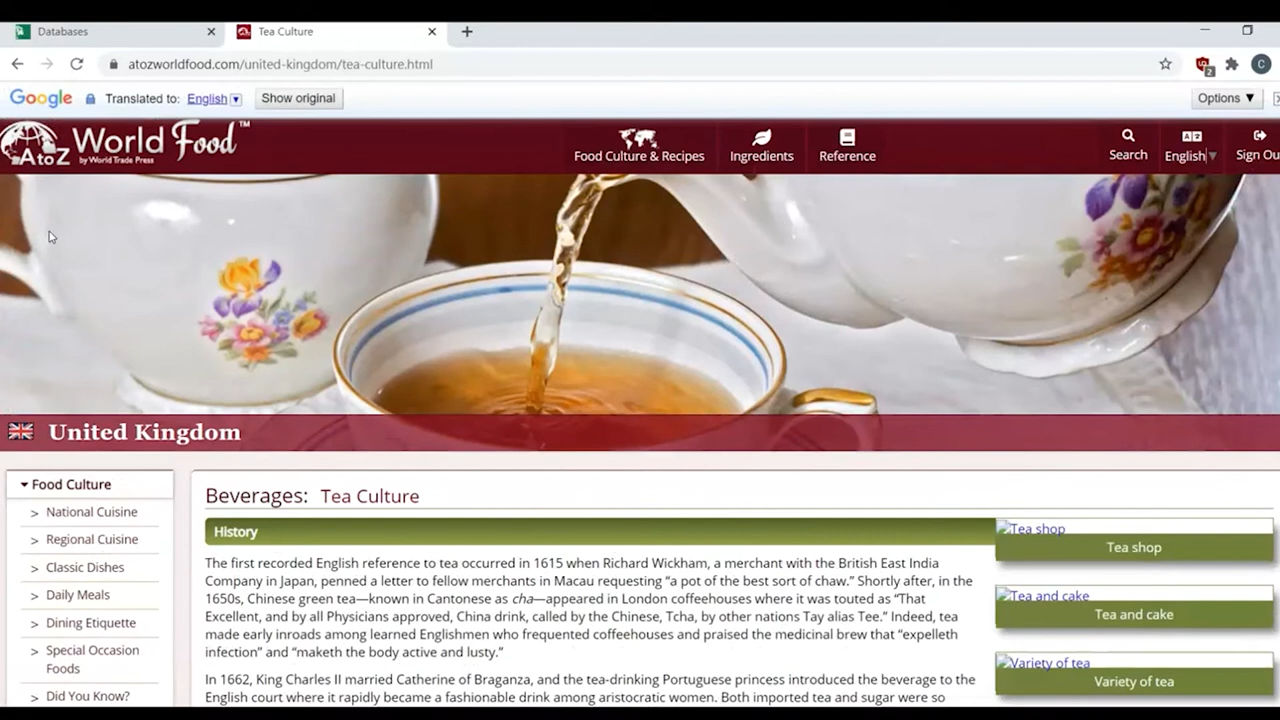 Databases
Tea Culture
atozworldfood.com/united-kingdom/tea-culture.html
2
C
Google Translated to: English Show original
Options
AtoZ World Food™
by World Trade Press
Food Culture & Recipes
Ingredients
Reference
Search
English
Sign Ou
United Kingdom
Food Culture
> National Cuisine
> Regional Cuisine
> Classic Dishes
> Daily Meals
> Dining Etiquette
> Special Occasion
Foods
> Did You Know?
Beverages: Tea Culture
History
The first recorded English reference to tea occurred in 1615 when Richard Wickham, a merchant with the British East India
Company in Japan, penned a letter to fellow merchants in Macau requesting “a pot of the best sort of chaw.” Shortly after, in the
1650s, Chinese green tea—known in Cantonese as cha—appeared in London coffeehouses where it was touted as “That
Excellent, and by all Physicians approved, China drink, called by the Chinese, Tcha, by other nations Tay alias Tee.” Indeed, tea
made early inroads among learned Englishmen who frequented coffeehouses and praised the medicinal brew that “expelleth
infection” and “maketh the body active and lusty.”
In 1662, King Charles II married Catherine of Braganza, and the tea-drinking Portuguese princess introduced the beverage to the
English court where it rapidly became a fashionable drink among aristocratic women. Both imported tea and sugar were so
Tea shop
Tea shop
Tea and cake
Tea and cake
Variety of tea
Variety of tea